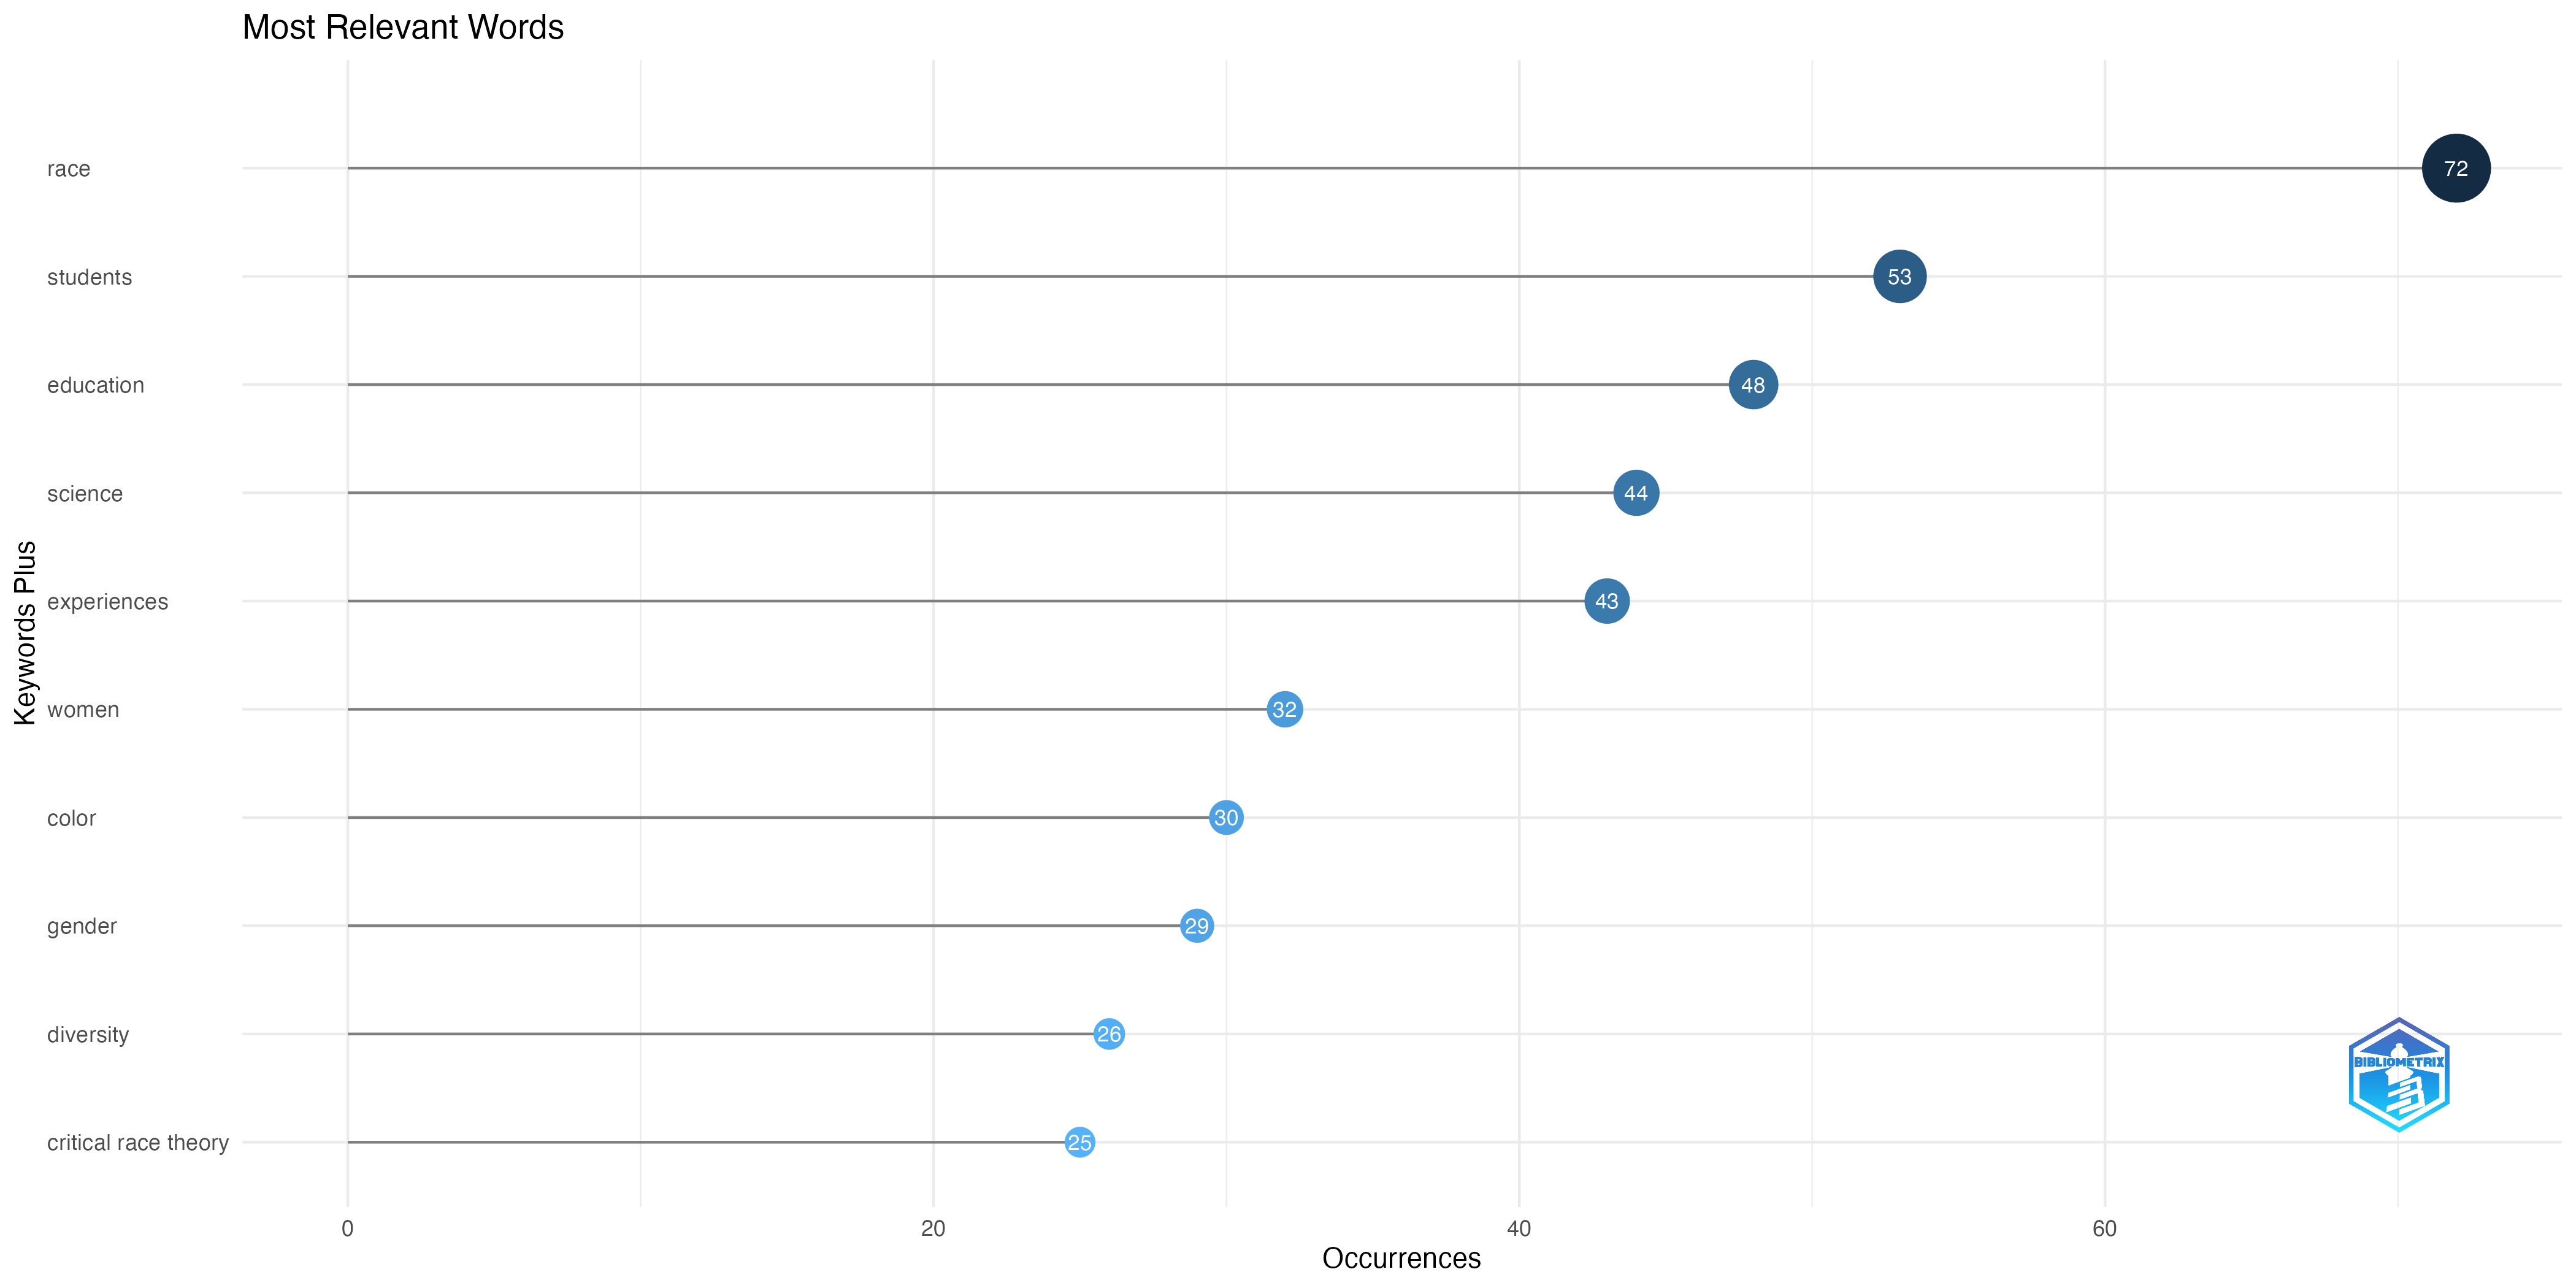 Most Relevant Words
Keywords Plus
race 72
students 53
education 48
science 44
experiences 43
women 32
color 30
gender 29
diversity 26
critical race theory 25
BIBLIOMETRIX
0 20 40 60
Occurrences